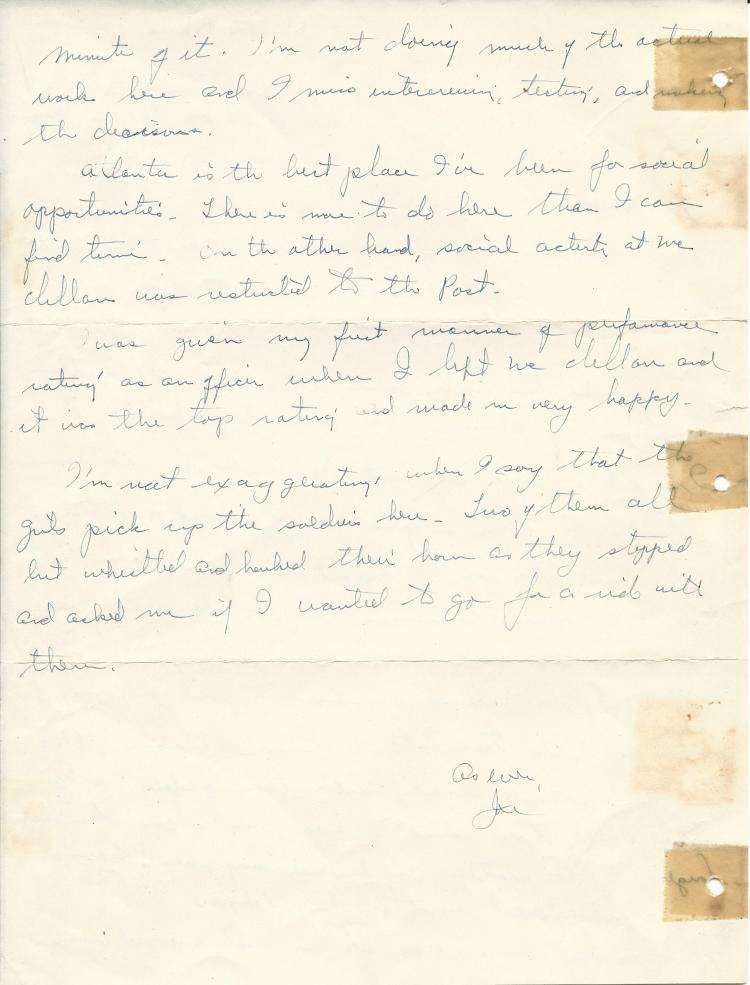 minute of it. I'm not doing much of the actual
work here and I miss interviewing, testing, and making
the decisions.
Atlanta is the best place I've been for social
opportunities. There is more to do here than I can
find time. On the other hand, social activity at Mc
Clellan was restricted to the Post.
I was given my first manner of performance
rating as an officer when I left Mc Clellan and
it was the top rating and made me very happy.
I'm not exaggerating when I say that the
girls pick up the soldiers here. Two of them all
but whistled and honked their horn as they stopped
and asked me if I wanted to go for a ride with
them.
As ever,
Joe